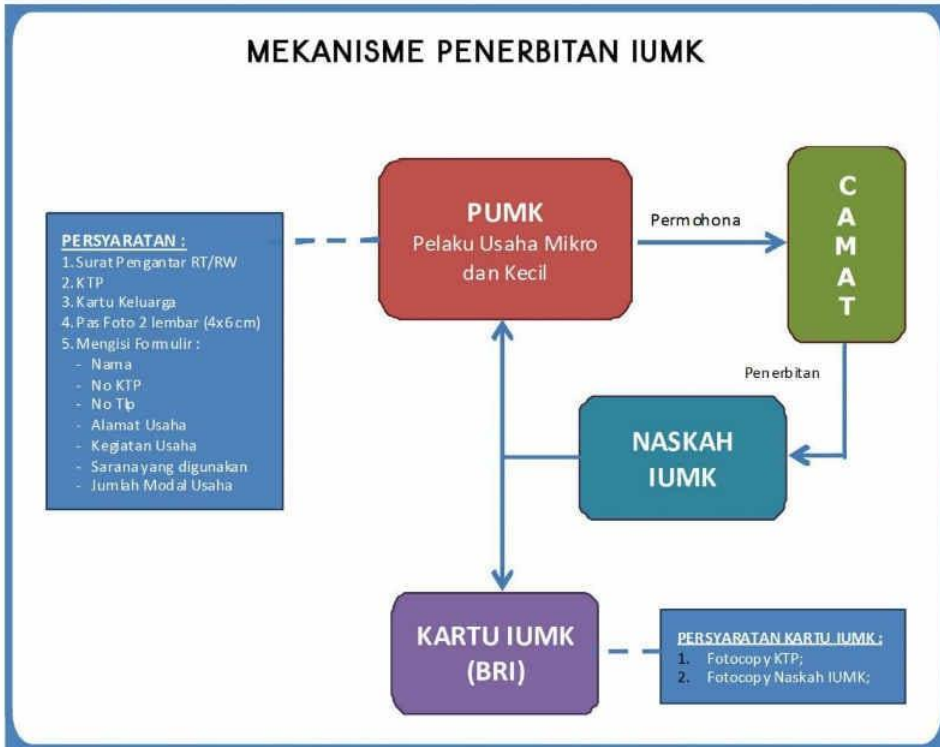 MEKANISME PENERBITAN IUMK
PERSYARATAN :
1. Surat Pengantar RT/RW
2. KTP
3. Kartu Keluarga
4. Pas Foto 2 lembar (4x6 cm)
5. Mengisi Formulir :
- Nama
- No KTP
- No Tlp
- Alamat Usaha
- Kegiatan Usaha
- Sarana yang digunakan
- Jumlah Modal Usaha
PUMK
Pelaku Usaha Mikro
dan Kecil
Permohona
C
A
M
A
T
Penerbitan
NASKAH
IUMK
KARTU IUMK
(BRI)
PERSYARATAN KARTU IUMK :
1. Fotocopy KTP;
2. Fotocopy Naskah IUMK;